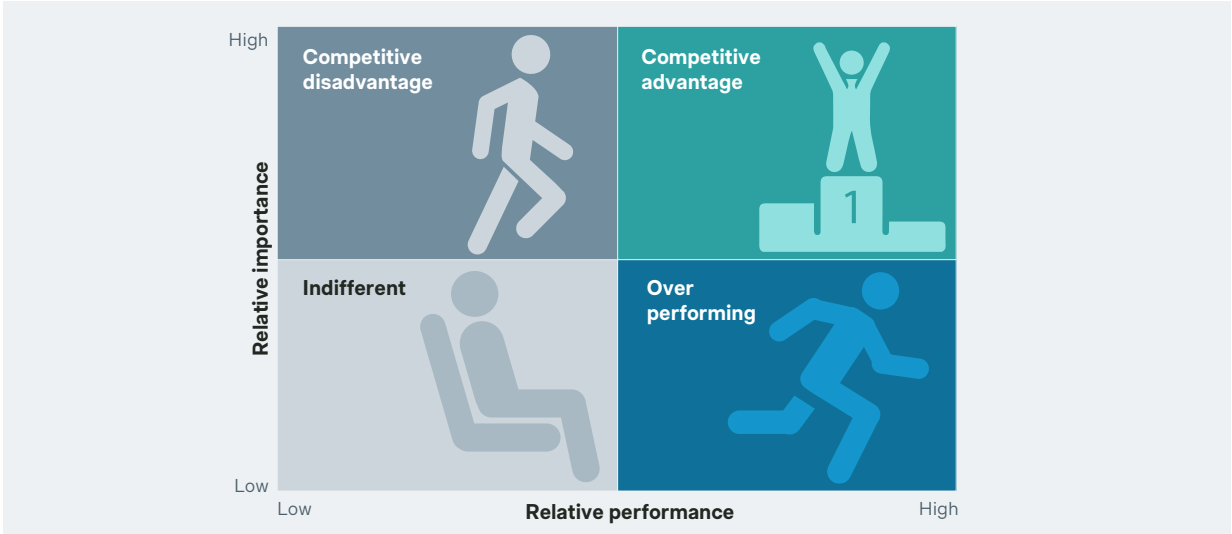 High
Competitive
disadvantage
Competitive
advantage
1
Relative importance
Indifferent
Over
performing
Low
Low
Relative performance
High